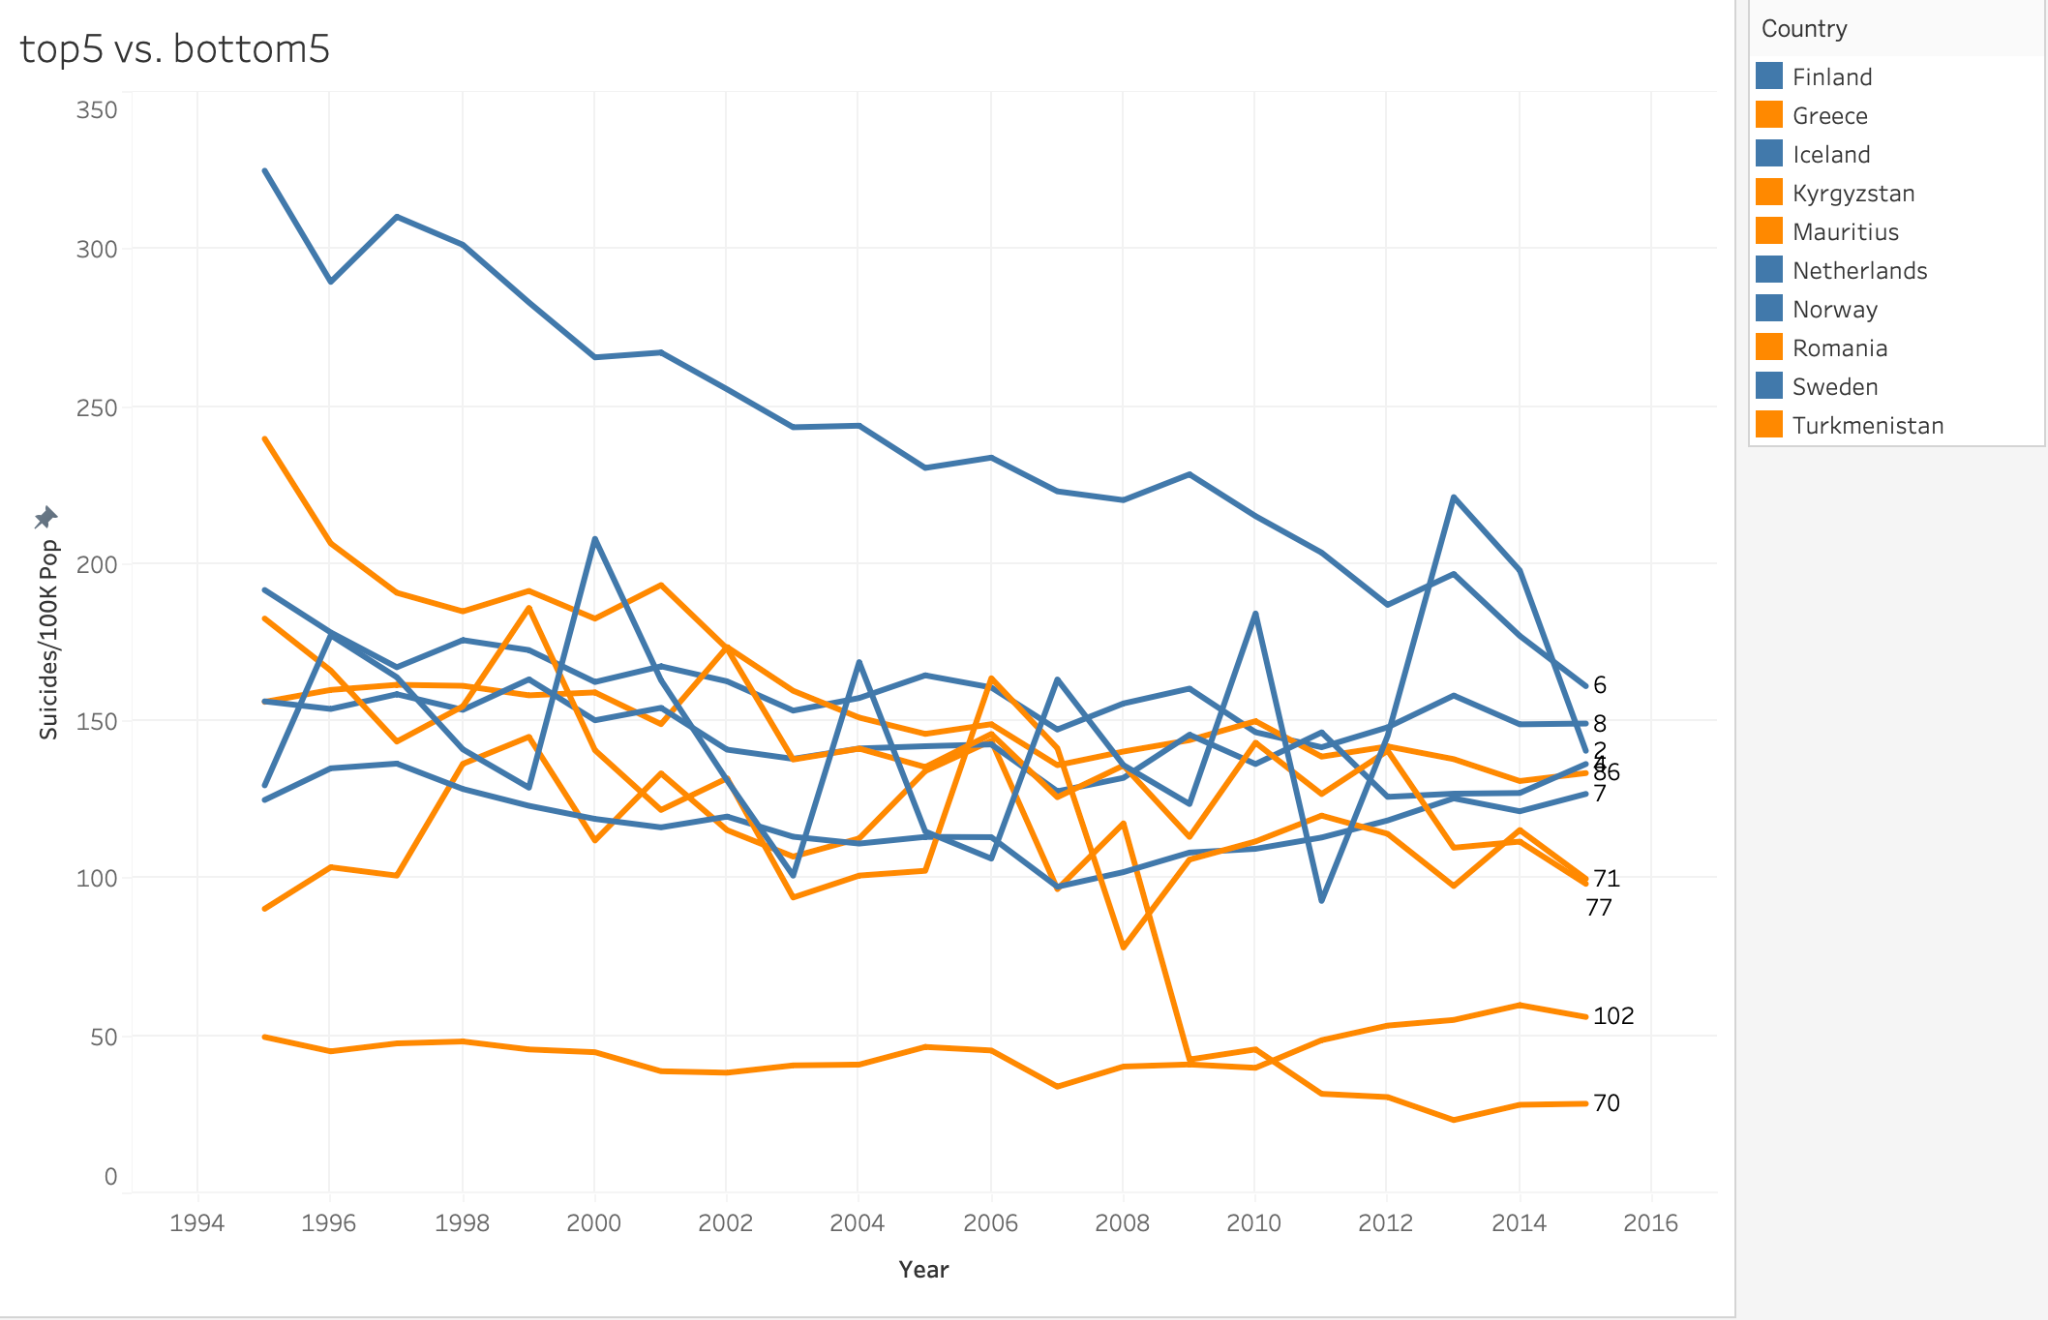 top5 vs. bottom5
Country
Finland
Greece
Iceland
Kyrgyzstan
Mauritius
Netherlands
Norway
Romania
Sweden
Turkmenistan
350
300
250
200
150
100
50
0
Suicides/100K Pop
6
8
2
4
86
7
71
77
102
70
1994 1996 1998 2000 2002 2004 2006 2008 2010 2012 2014 2016
Year